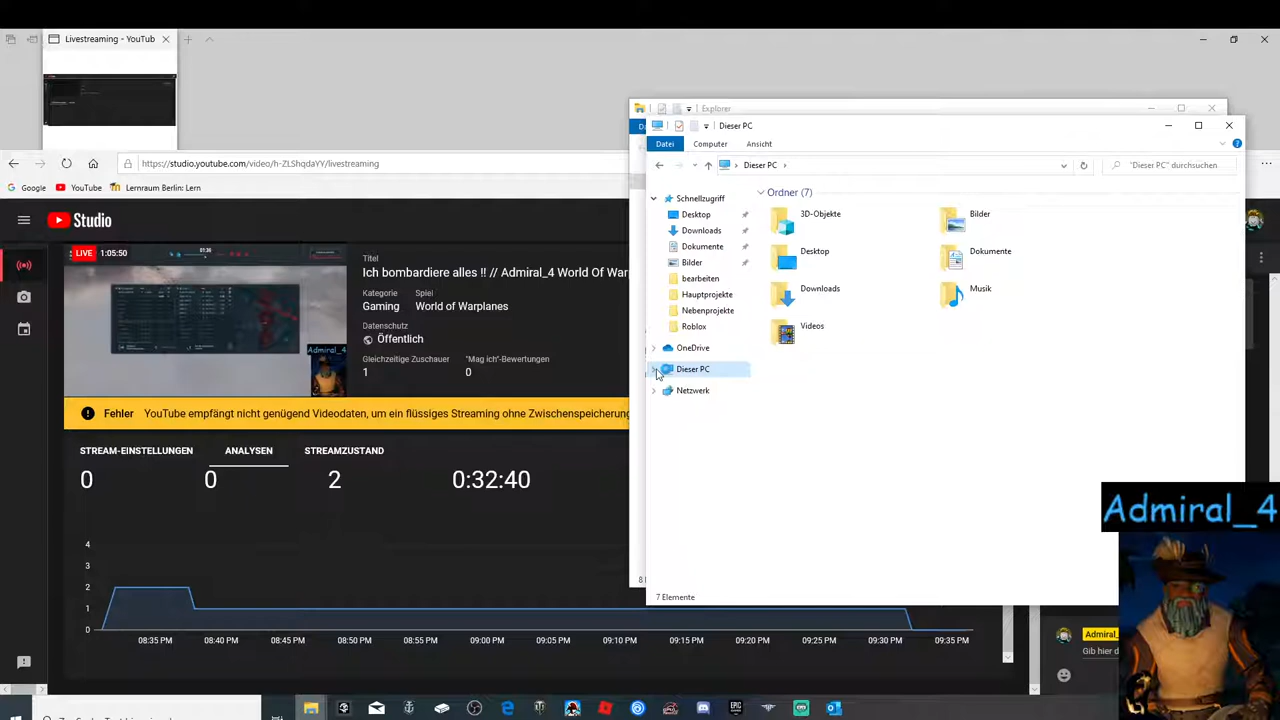 Livestreaming - YouTub
https://studio.youtube.com/video/h-ZLShqdaYY/livestreaming
Google YouTube Lernraum Berlin: Lern
Studio
LIVE 1:05:50
01:30
Admiral_4
Titel
Ich bombardiere alles !! // Admiral_4 World Of War
Kategorie Spiel
Gaming World of Warplanes
Datenschutz
Öffentlich
Gleichzeitige Zuschauer "Mag ich"-Bewertungen
1 0
Fehler YouTube empfängt nicht genügend Videodaten, um ein flüssiges Streaming ohne Zwischenspeicherung
STREAM-EINSTELLUNGEN ANALYSEN STREAMZUSTAND
0 0 2 0:32:40
4
3
2
1
0
08:35 PM 08:40 PM 08:45 PM 08:50 PM 08:55 PM 09:00 PM 09:05 PM 09:10 PM 09:15 PM 09:20 PM 09:25 PM 09:30 PM 09:35 PM
Explorer
Dieser PC
Datei Computer Ansicht
Dieser PC
"Dieser PC" durchsuchen
Schnellzugriff
Desktop
Downloads
Dokumente
Bilder
bearbeiten
Hauptprojekte
Nebenprojekte
Roblox
OneDrive
Dieser PC
Netzwerk
Ordner (7)
3D-Objekte Bilder
Desktop Dokumente
Downloads Musik
Videos
7 Elemente
Admiral_4
Admiral_
Gib hier d